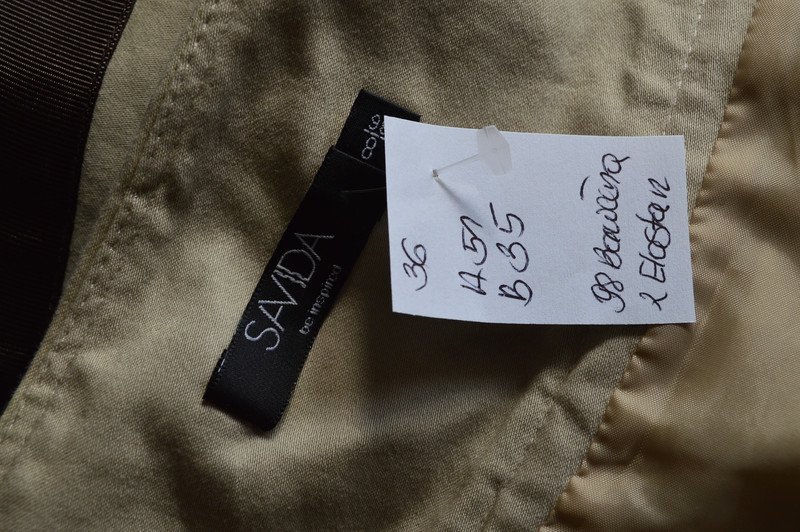 SAVIDA
be inspired
36
A 51
B 35
98 Bawełna
2 Elastan